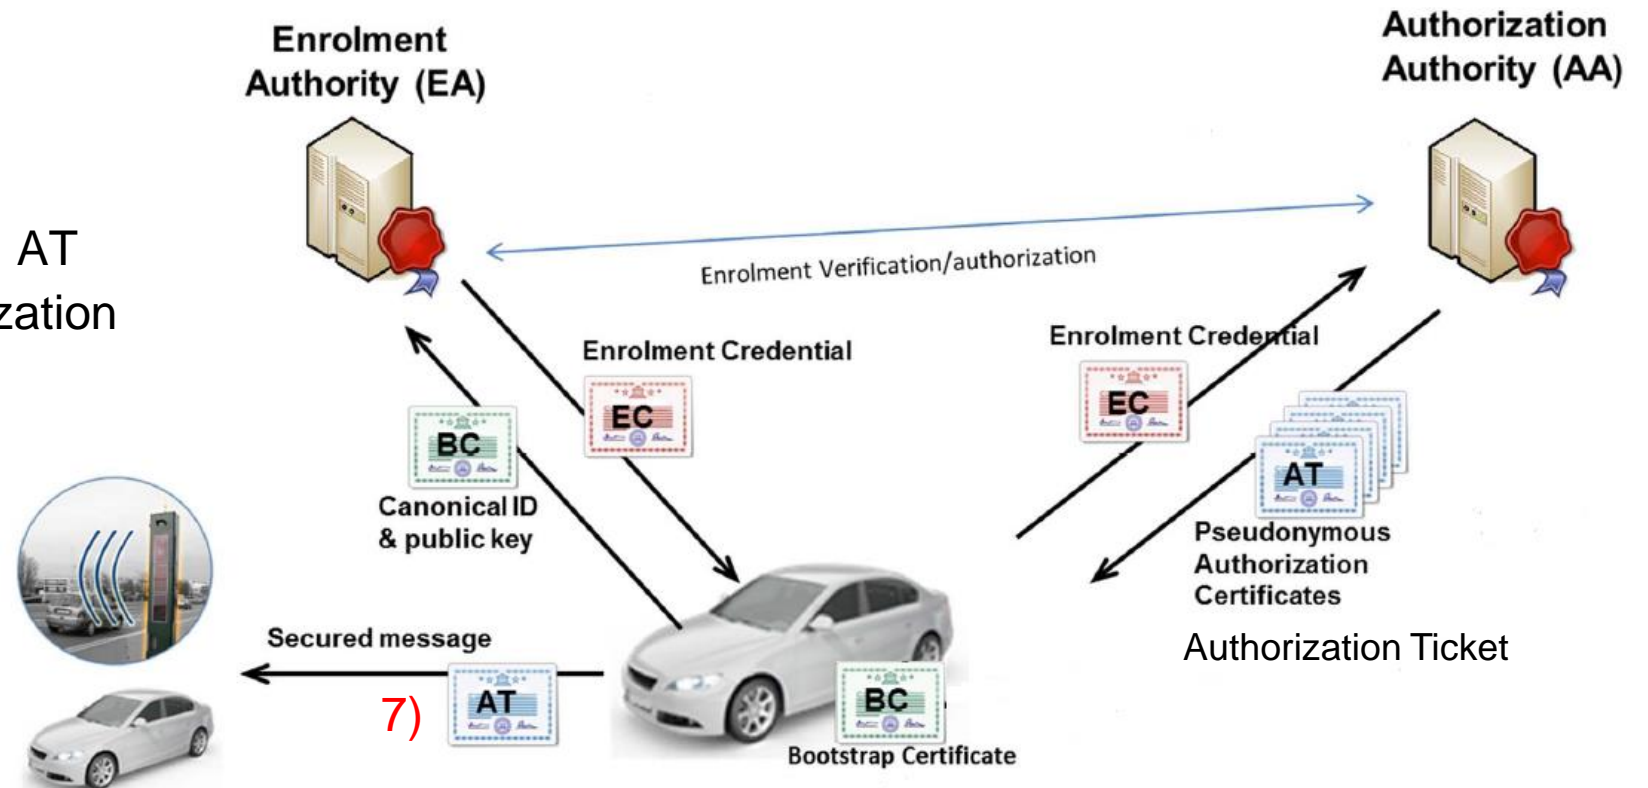 Enrolment
Authority (EA)
Authorization
Authority (AA)
AT
zation
Enrolment Verification/authorization
Enrolment Credential
EC
BC
Canonical ID
& public key
Enrolment Credential
EC
AT
Pseudonymous
Authorization
Certificates
Authorization Ticket
Secured message
7)
AT
BC
Bootstrap Certificate